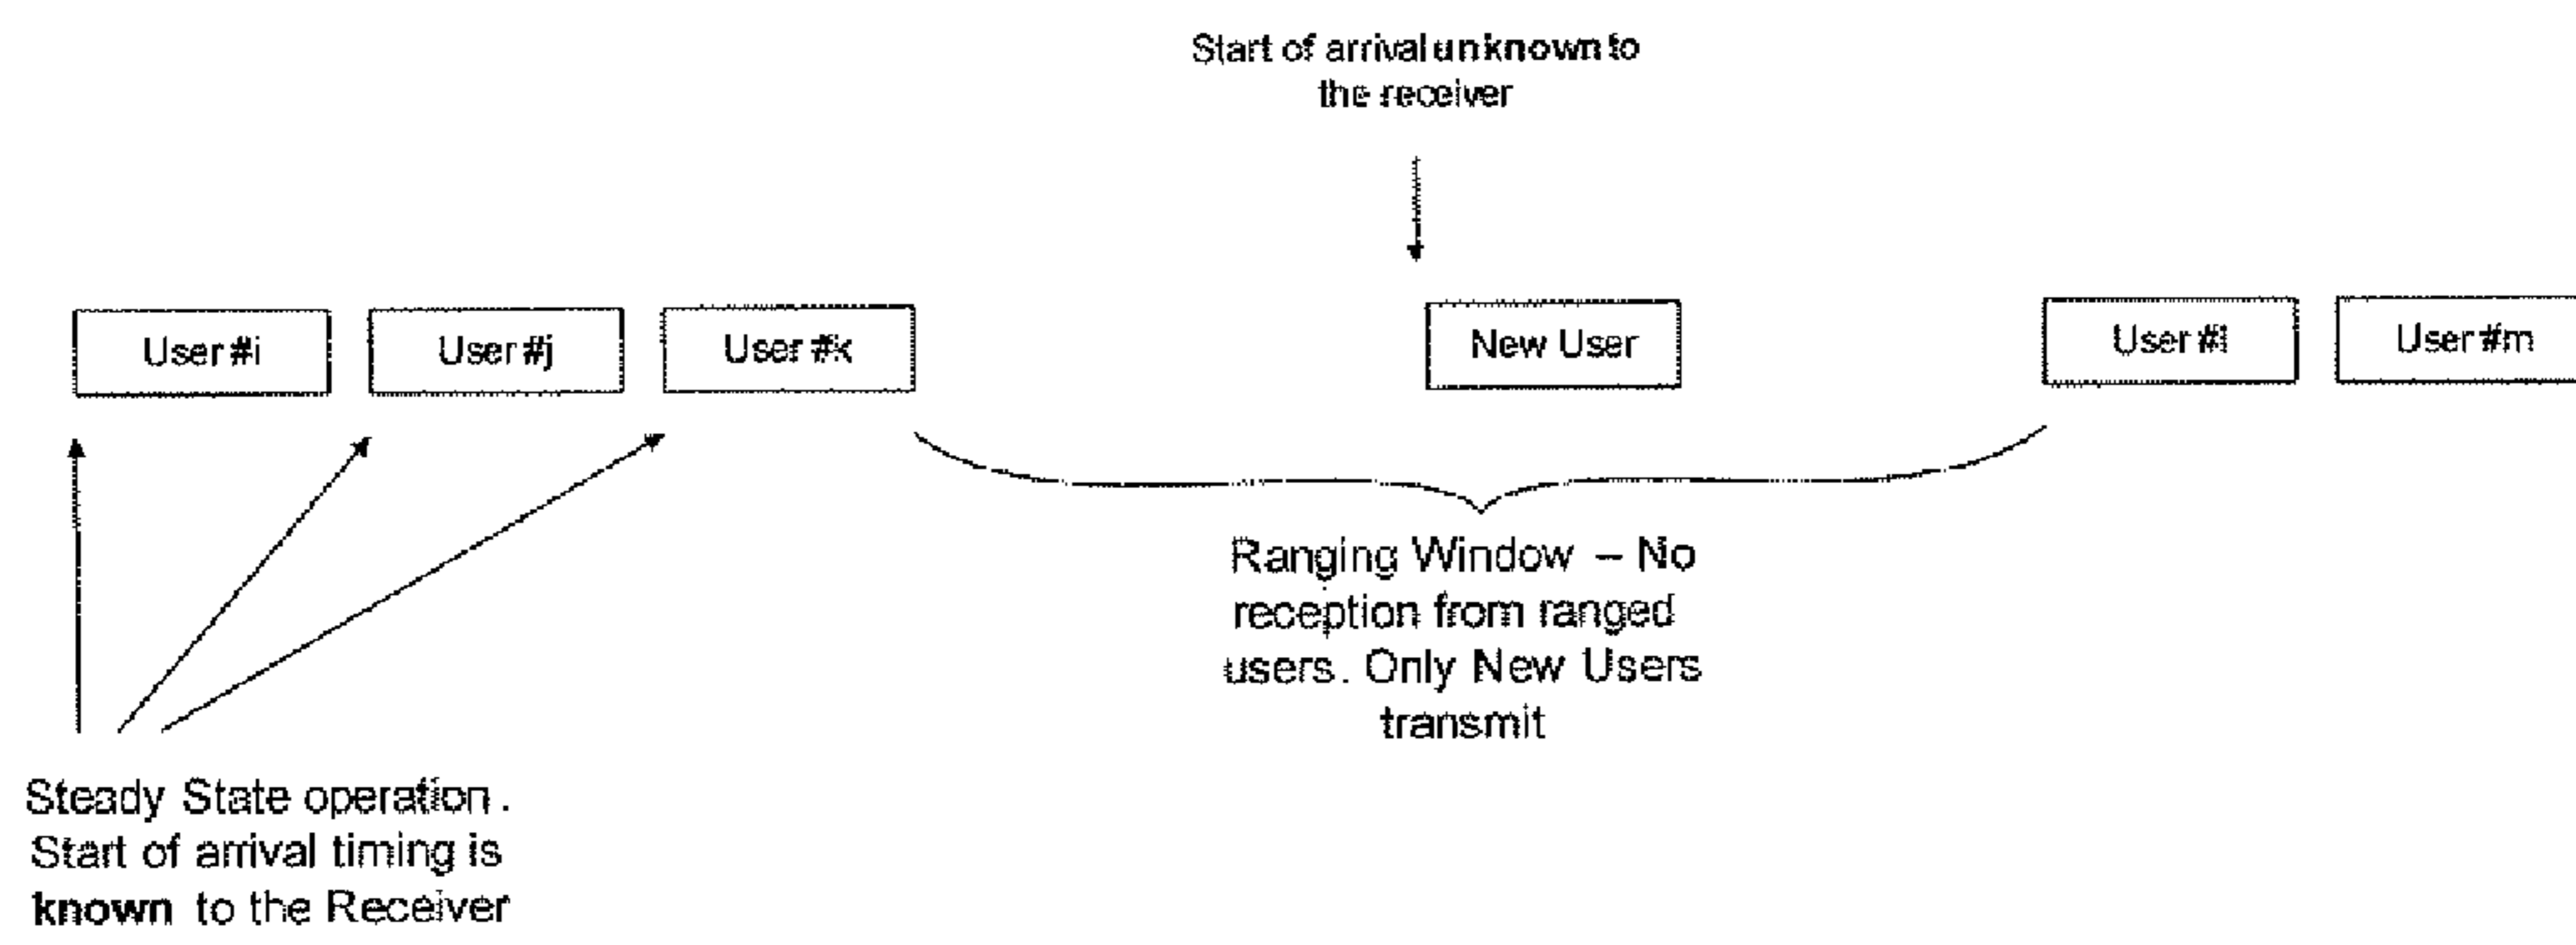 Start of arrival unknown to
the receiver
User #i
User #j
User #k
New User
User #l
User #m
Ranging Window – No
reception from ranged
users. Only New Users
transmit
Steady State operation.
Start of arrival timing is
known to the Receiver